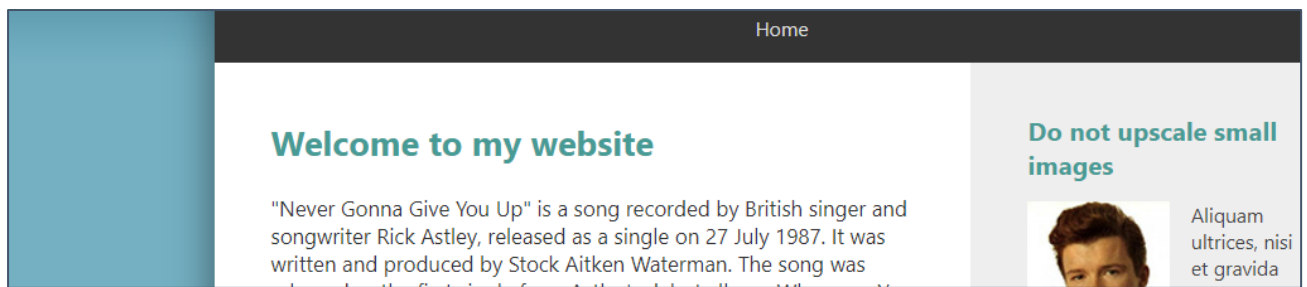 Home
Welcome to my website
"Never Gonna Give You Up" is a song recorded by British singer and
songwriter Rick Astley, released as a single on 27 July 1987. It was
written and produced by Stock Aitken Waterman. The song was
Do not upscale small
images
Aliquam
ultrices, nisi
et gravida